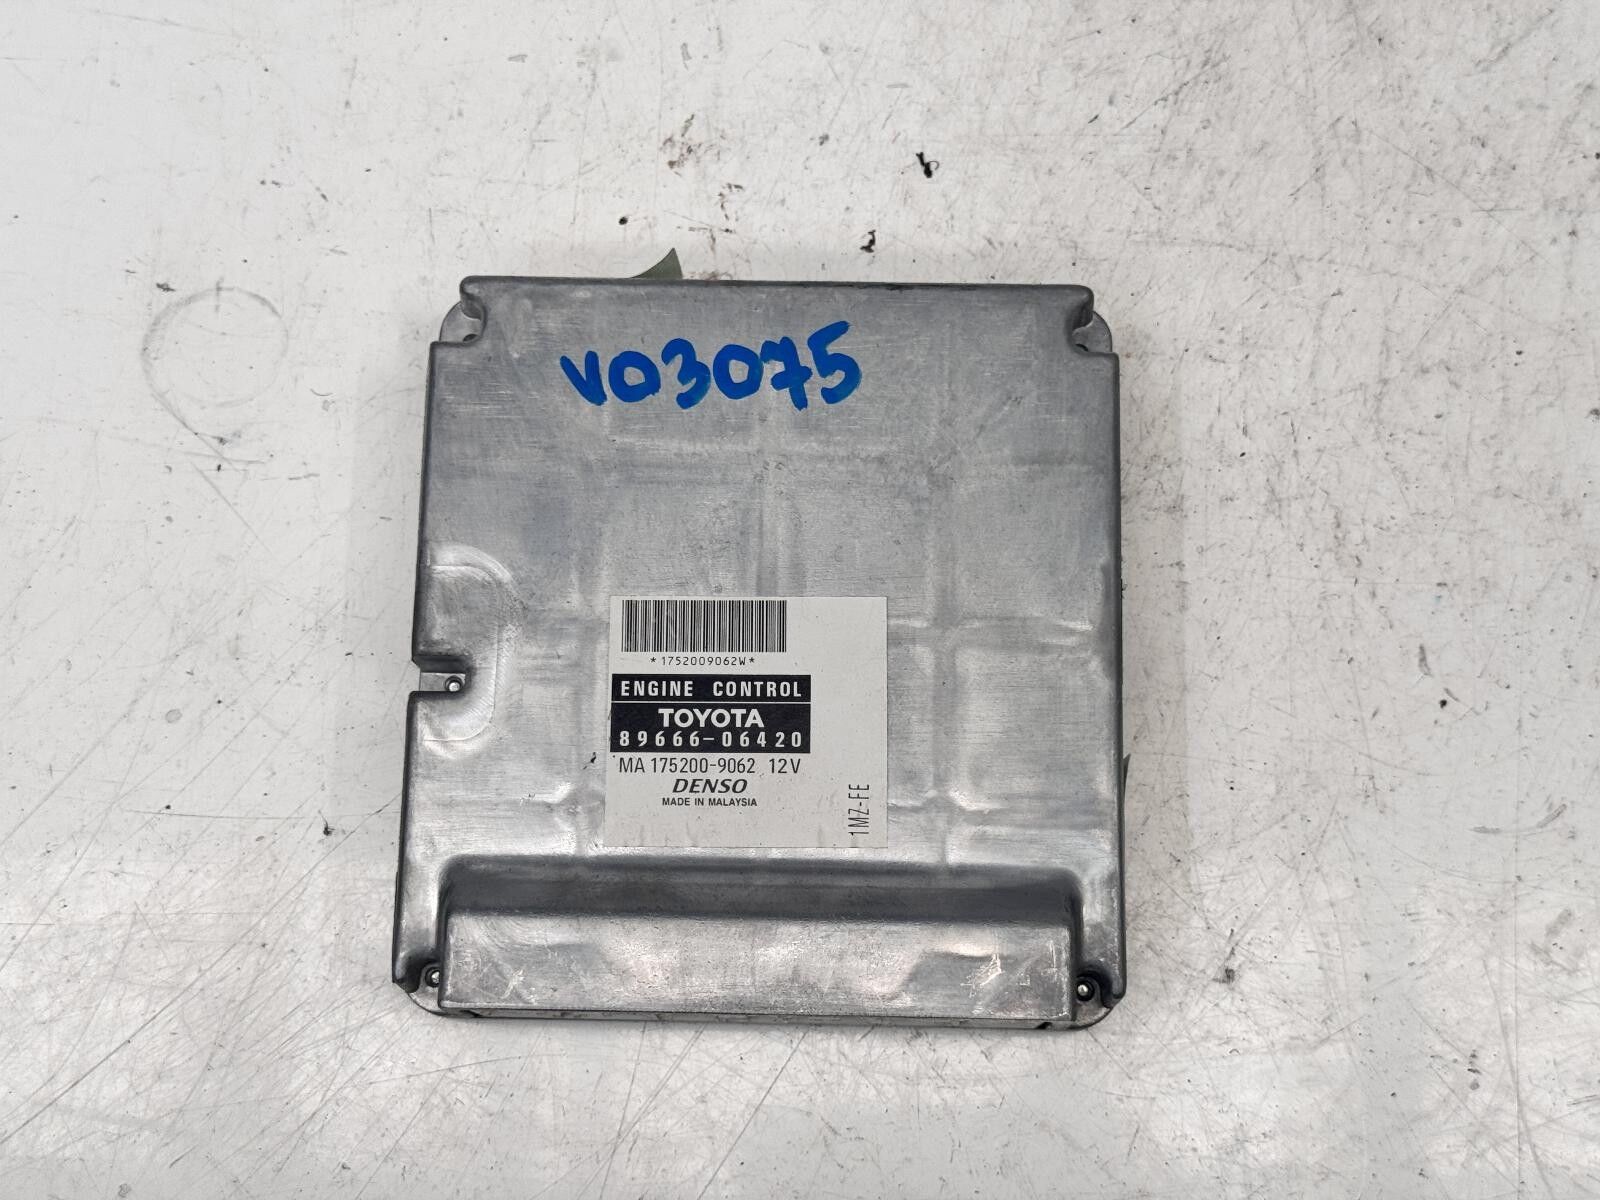 VO3075
*1752009062W*
ENGINE CONTROL
TOYOTA
89666-06420
MA 175200-9062 12V
DENSO
MADE IN MALAYSIA
1MZ-FE